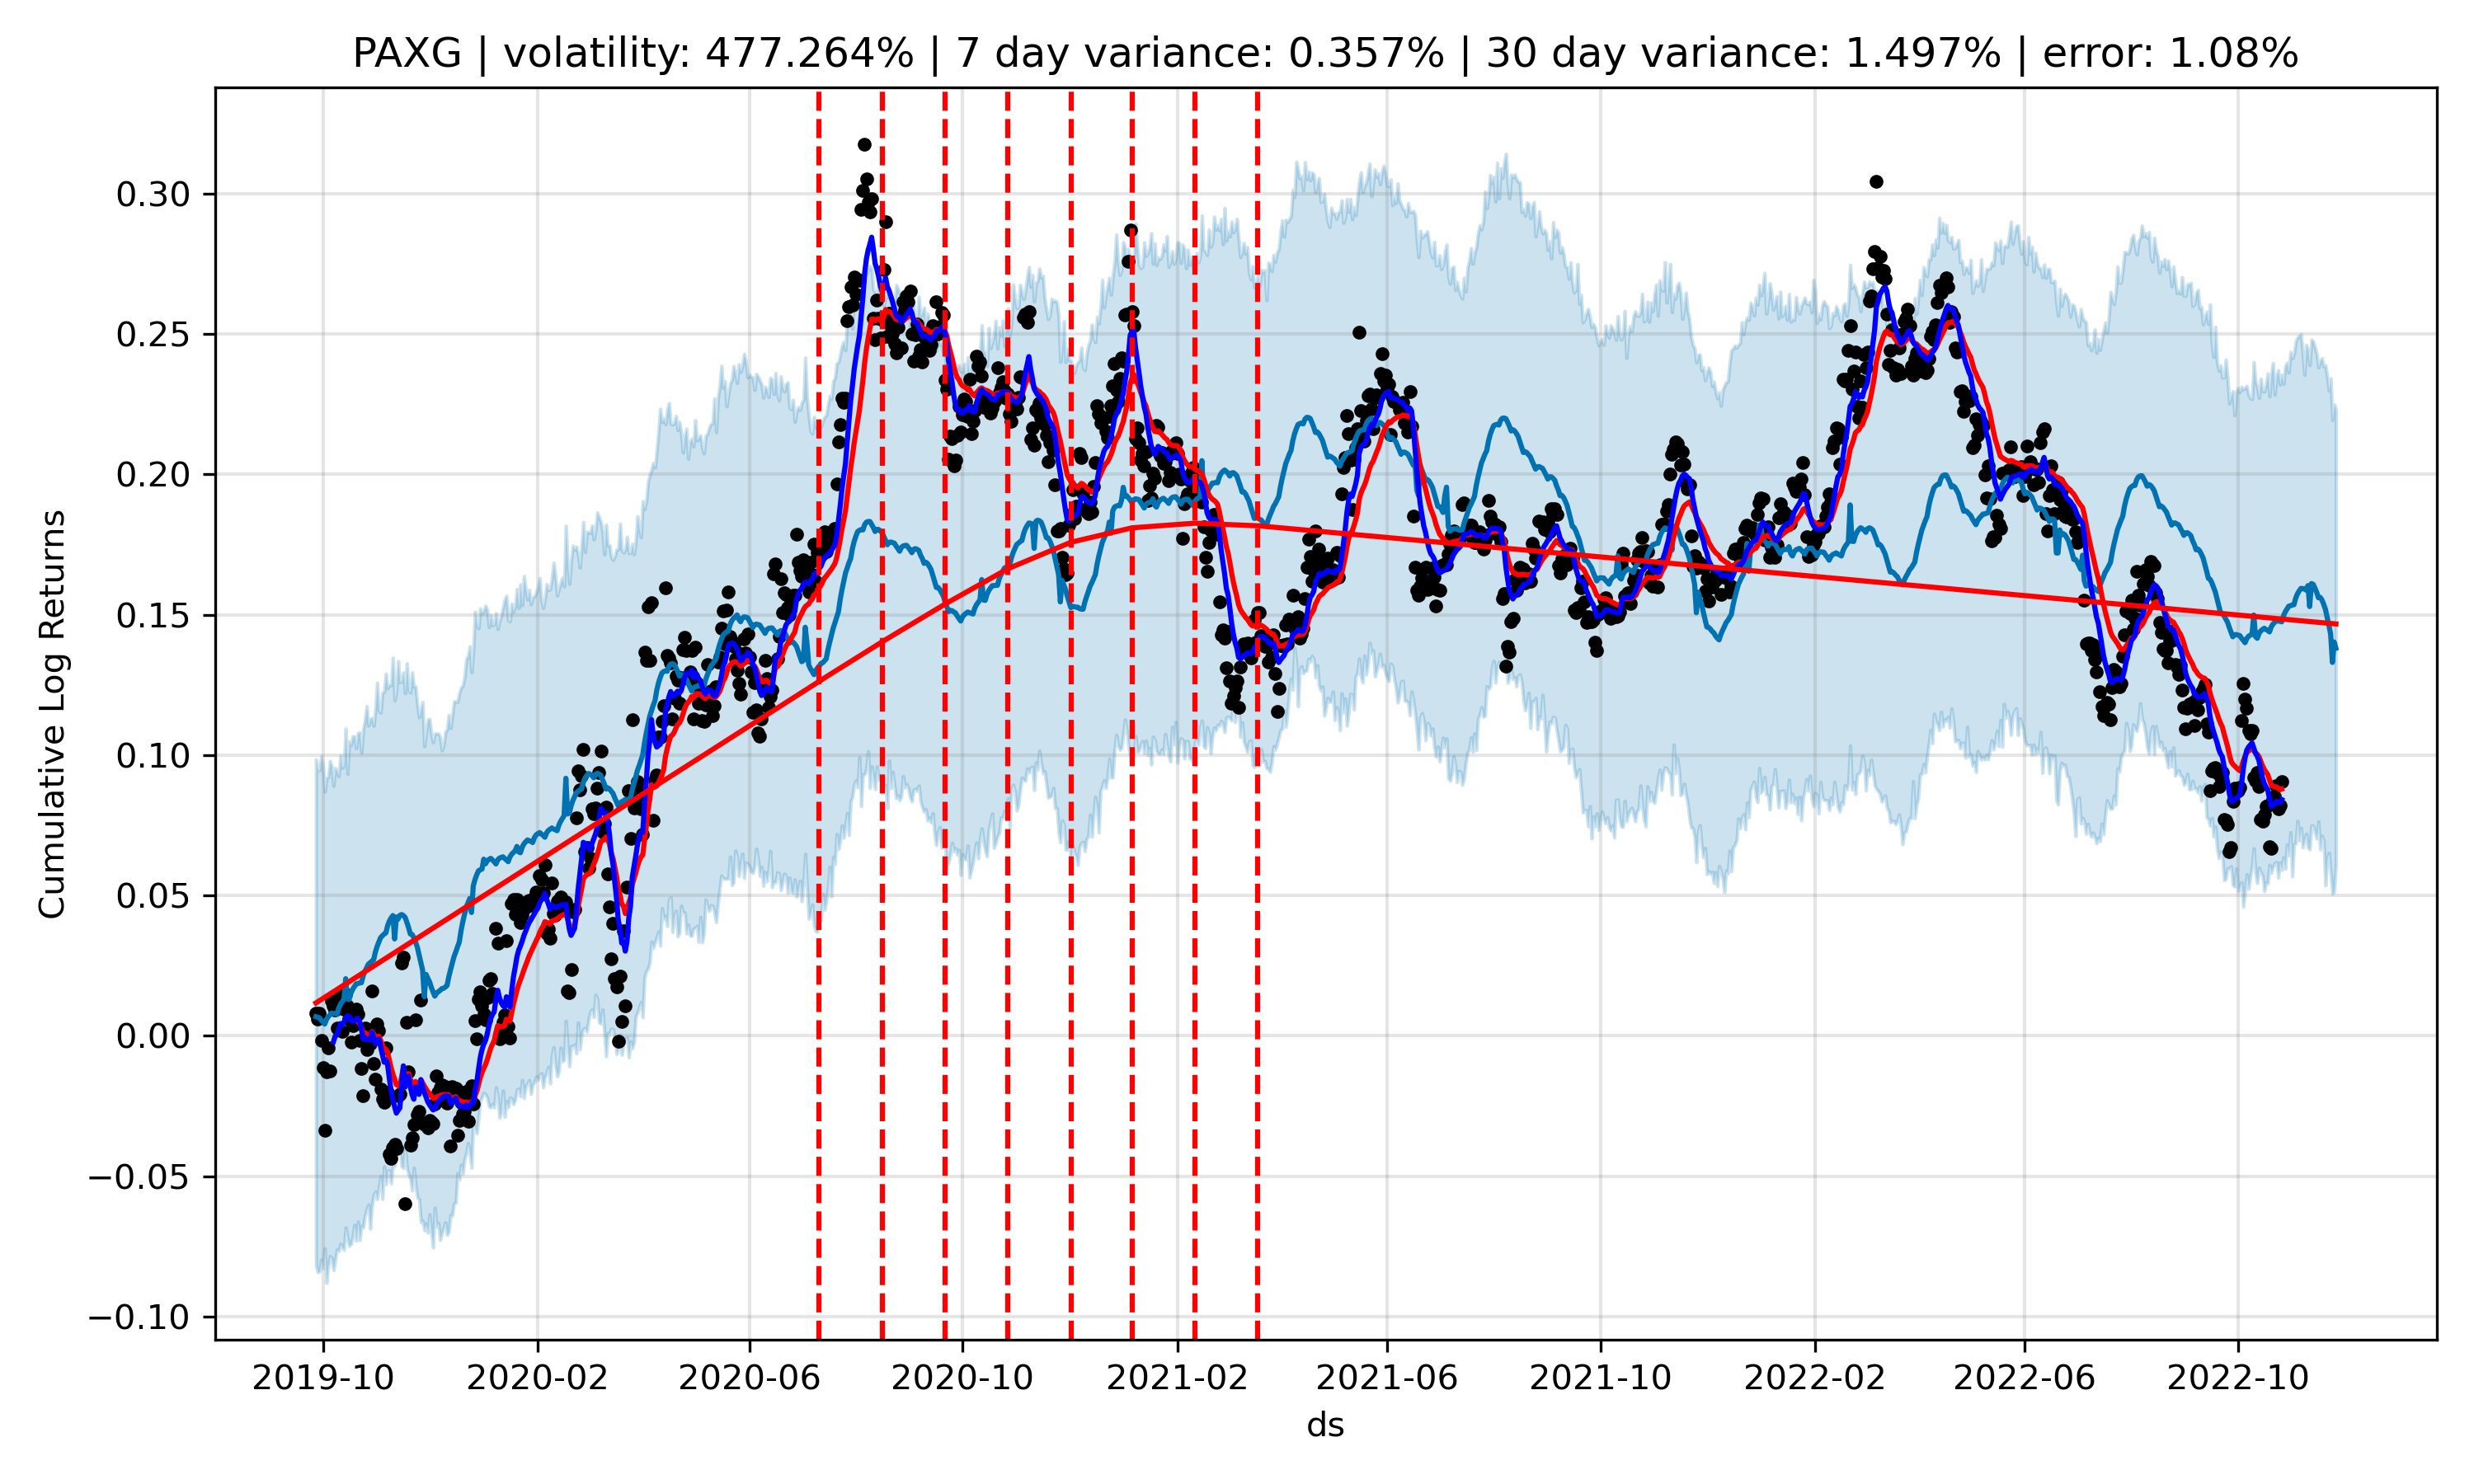 PAXG | volatility: 477.264% | 7 day variance: 0.357% | 30 day variance: 1.497% | error: 1.08%
Cumulative Log Returns
0.30
0.25
0.20
0.15
0.10
0.05
0.00
−0.05
−0.10
2019-10 2020-02 2020-06 2020-10 2021-02 2021-06 2021-10 2022-02 2022-06 2022-10
ds